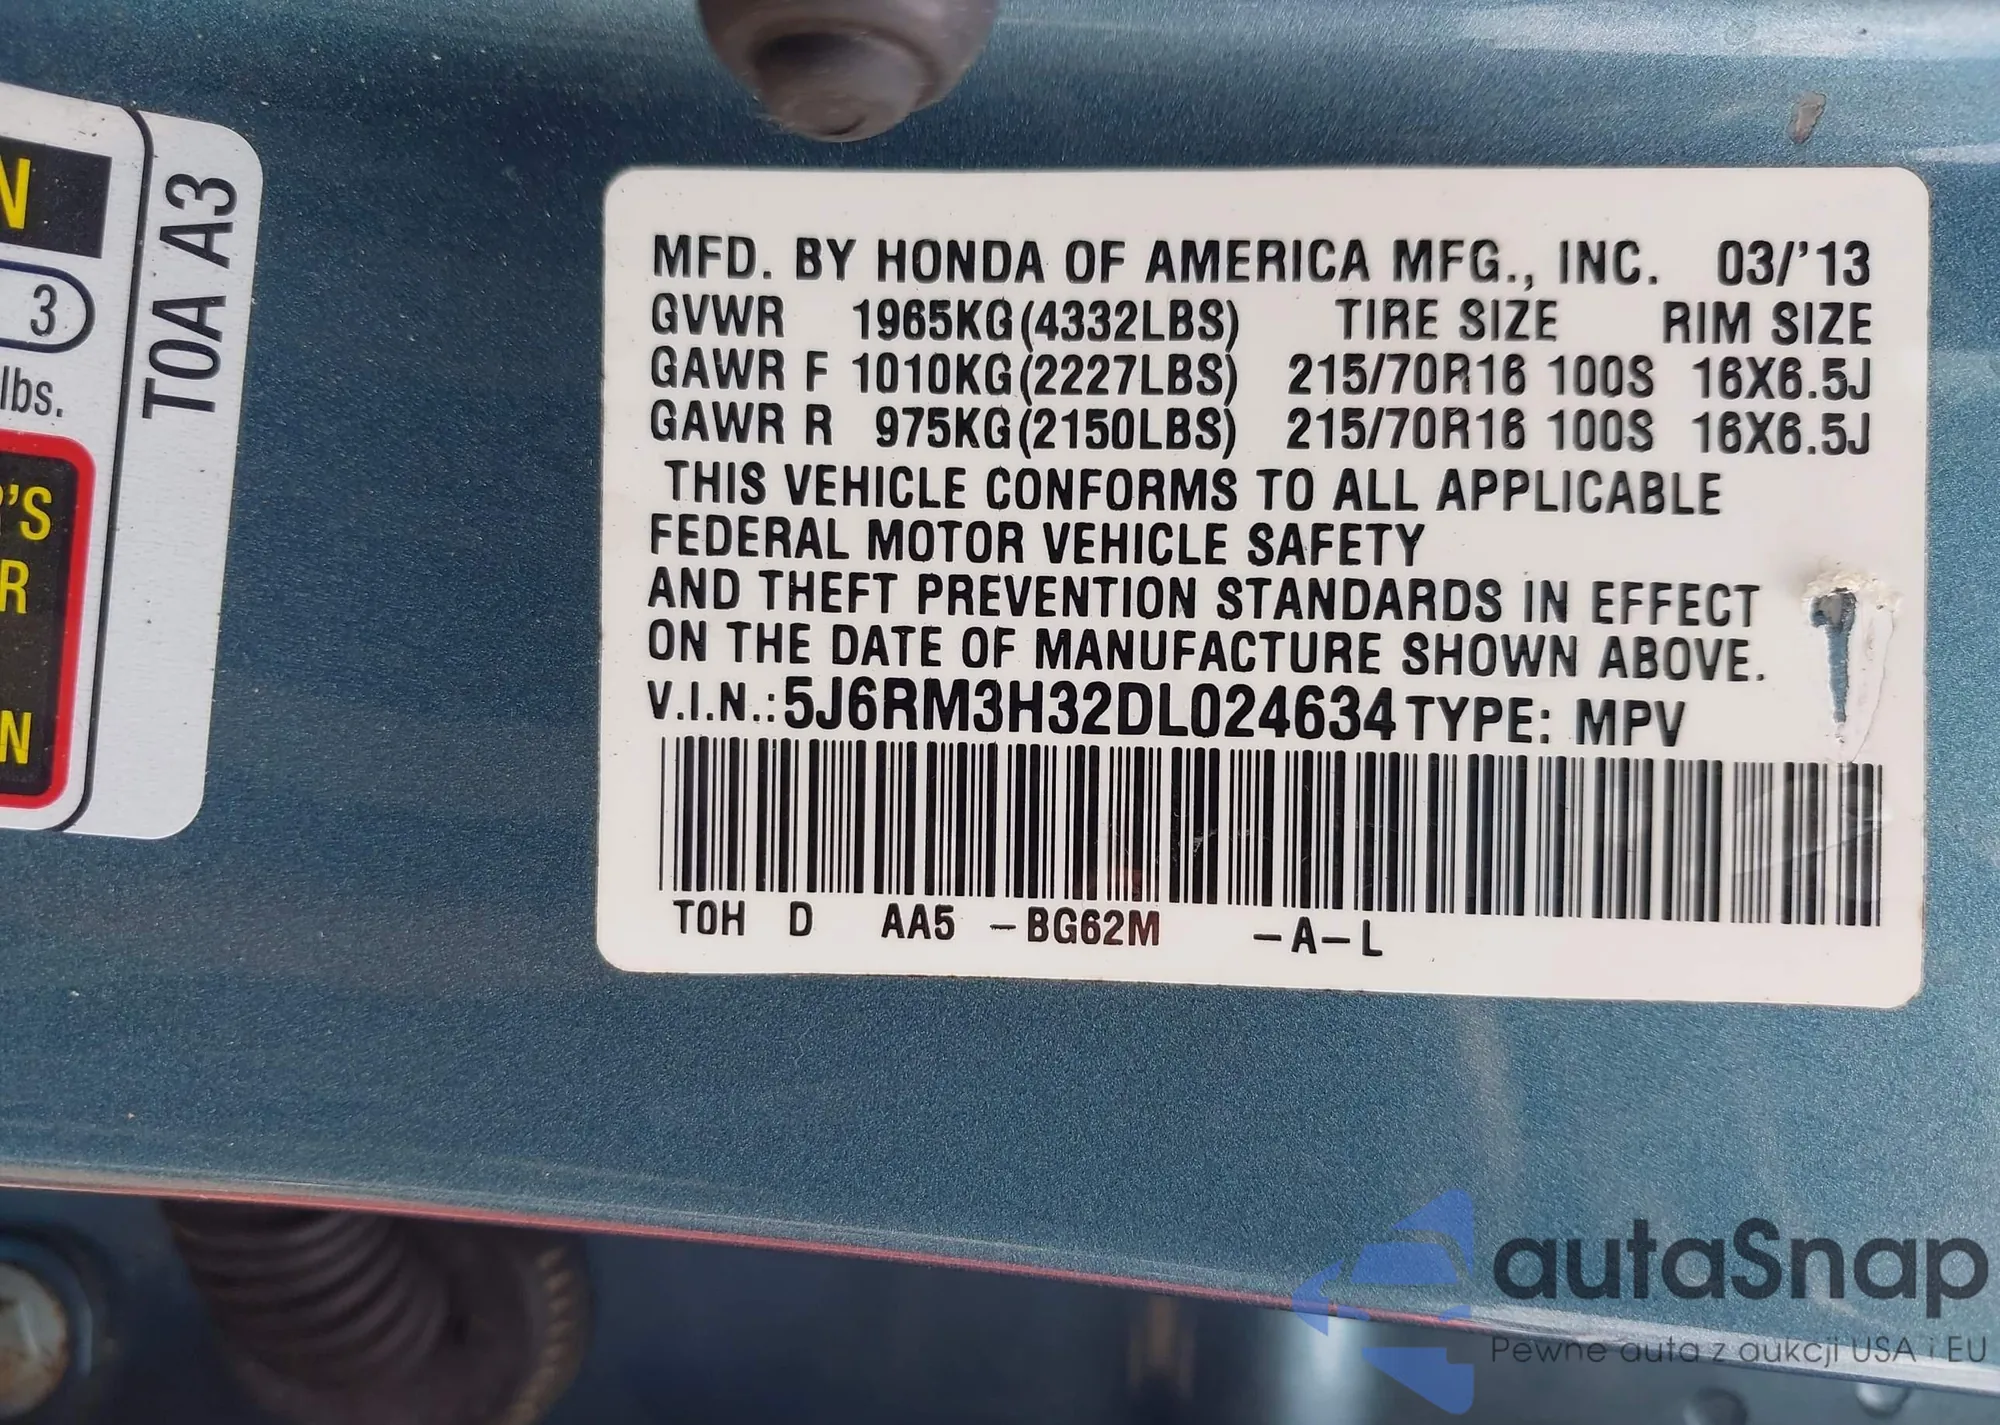 N
3
lbs.
'S
R
N
T0A A3
MFD. BY HONDA OF AMERICA MFG., INC. 03/'13
GVWR 1965KG(4332LBS) TIRE SIZE RIM SIZE
GAWR F 1010KG(2227LBS) 215/70R16 100S 16X6.5J
GAWR R 975KG(2150LBS) 215/70R16 100S 16X6.5J
THIS VEHICLE CONFORMS TO ALL APPLICABLE
FEDERAL MOTOR VEHICLE SAFETY
AND THEFT PREVENTION STANDARDS IN EFFECT
ON THE DATE OF MANUFACTURE SHOWN ABOVE.
V.I.N.: 5J6RM3H32DL024634 TYPE: MPV
T0H D AA5 -BG62M -A-L
autaSnap
Pewne auta z aukcji USA i EU